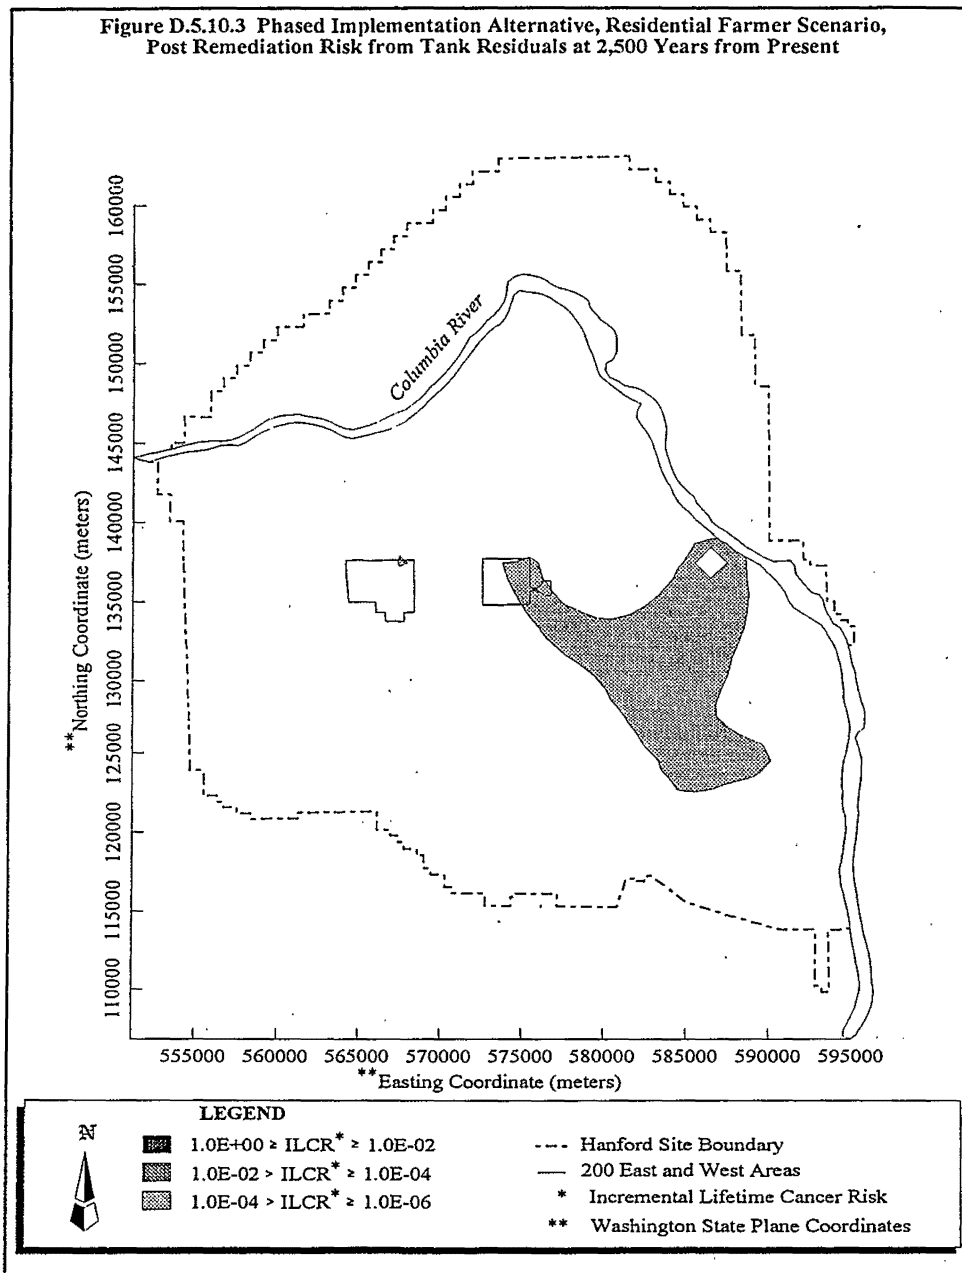 Figure D.5.10.3 Phased Implementation Alternative, Residential Farmer Scenario,
Post Remediation Risk from Tank Residuals at 2,500 Years from Present
160000
155000
150000
145000
140000
135000
130000
125000
120000
115000
110000
**Northing Coordinate (meters)
Columbia River
555000 560000 565000 570000 575000 580000 585000 590000 595000
**Easting Coordinate (meters)
LEGEND
N
1.0E+00 ≥ ILCR* ≥ 1.0E-02
1.0E-02 > ILCR* ≥ 1.0E-04
1.0E-04 > ILCR* ≥ 1.0E-06
Hanford Site Boundary
200 East and West Areas
* Incremental Lifetime Cancer Risk
** Washington State Plane Coordinates